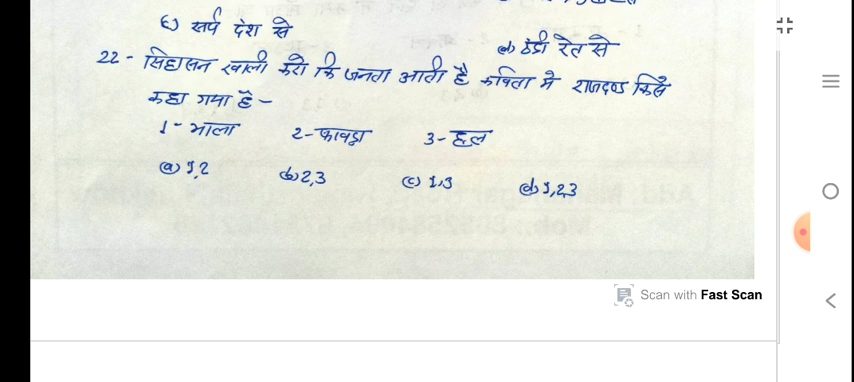 (c) सर्प दंश से
(d) ठंडी रेत से
22 - सिहासन खाली करो कि जनता आती है कविता मे राजदण्ड किसे
कहा गया है -
1 - भाला 2 - फावड़ा 3 - हल
(a) 1,2 (b) 2,3 (c) 1,3 (d) 1,2,3
Scan with Fast Scan